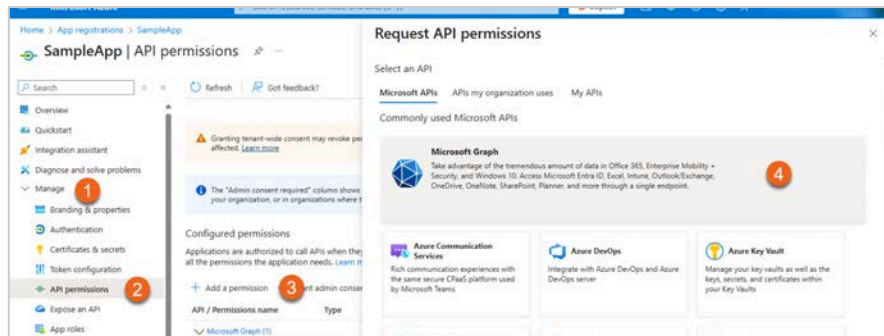 Microsoft Azure
Copilot
Home > App registrations > SampleApp
SampleApp | API permissions
Search
Overview
Quickstart
Integration assistant
Diagnose and solve problems
Manage
1
Branding & properties
Authentication
Certificates & secrets
Token configuration
API permissions
2
Expose an API
App roles
Refresh
Got feedback?
Granting tenant-wide consent may revoke
affected. Learn more
The "Admin consent required" column shows
your organization, or in organizations where
Configured permissions
Applications are authorized to call APIs when they
all the permissions the application needs. Learn
Add a permission
3
admin
API / Permissions name
Type
Microsoft Graph (1)
Request API permissions
Select an API
Microsoft APIs
APIs my organization uses
My APIs
Commonly used Microsoft APIs
Microsoft Graph
Take advantage of the tremendous amount of data in Office 365, Enterprise Mobility +
Security, and Windows 10. Access Microsoft Entra ID, Excel, Intune, Outlook/Exchange,
OneDrive, OneNote, SharePoint, Planner, and more through a single endpoint.
4
Azure Communication
Services
Rich communication experiences with
the same secure CPaaS platform used
by Microsoft Teams
Azure DevOps
Integrate with Azure DevOps and Azure
DevOps server
Azure Key Vault
Manage your key vaults as well as the
keys, secrets, and certificates within
your Key Vaults